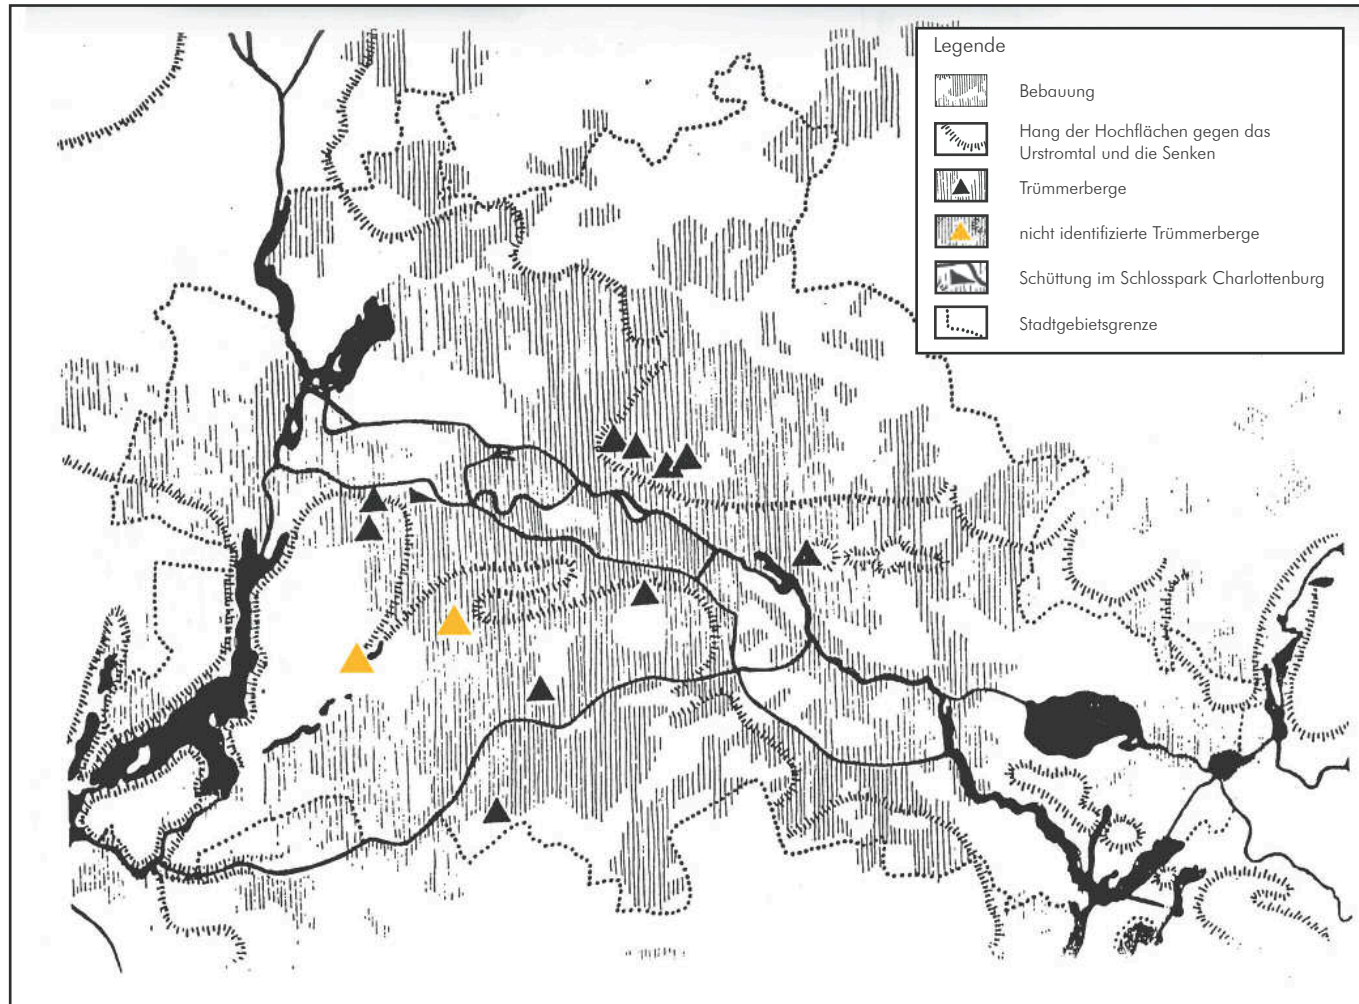 Legende
Bebauung
Hang der Hochflächen gegen das
Urstromtal und die Senken
Trümmerberge
nicht identifizierte Trümmerberge
Schüttung im Schlosspark Charlottenburg
Stadtgebietsgrenze